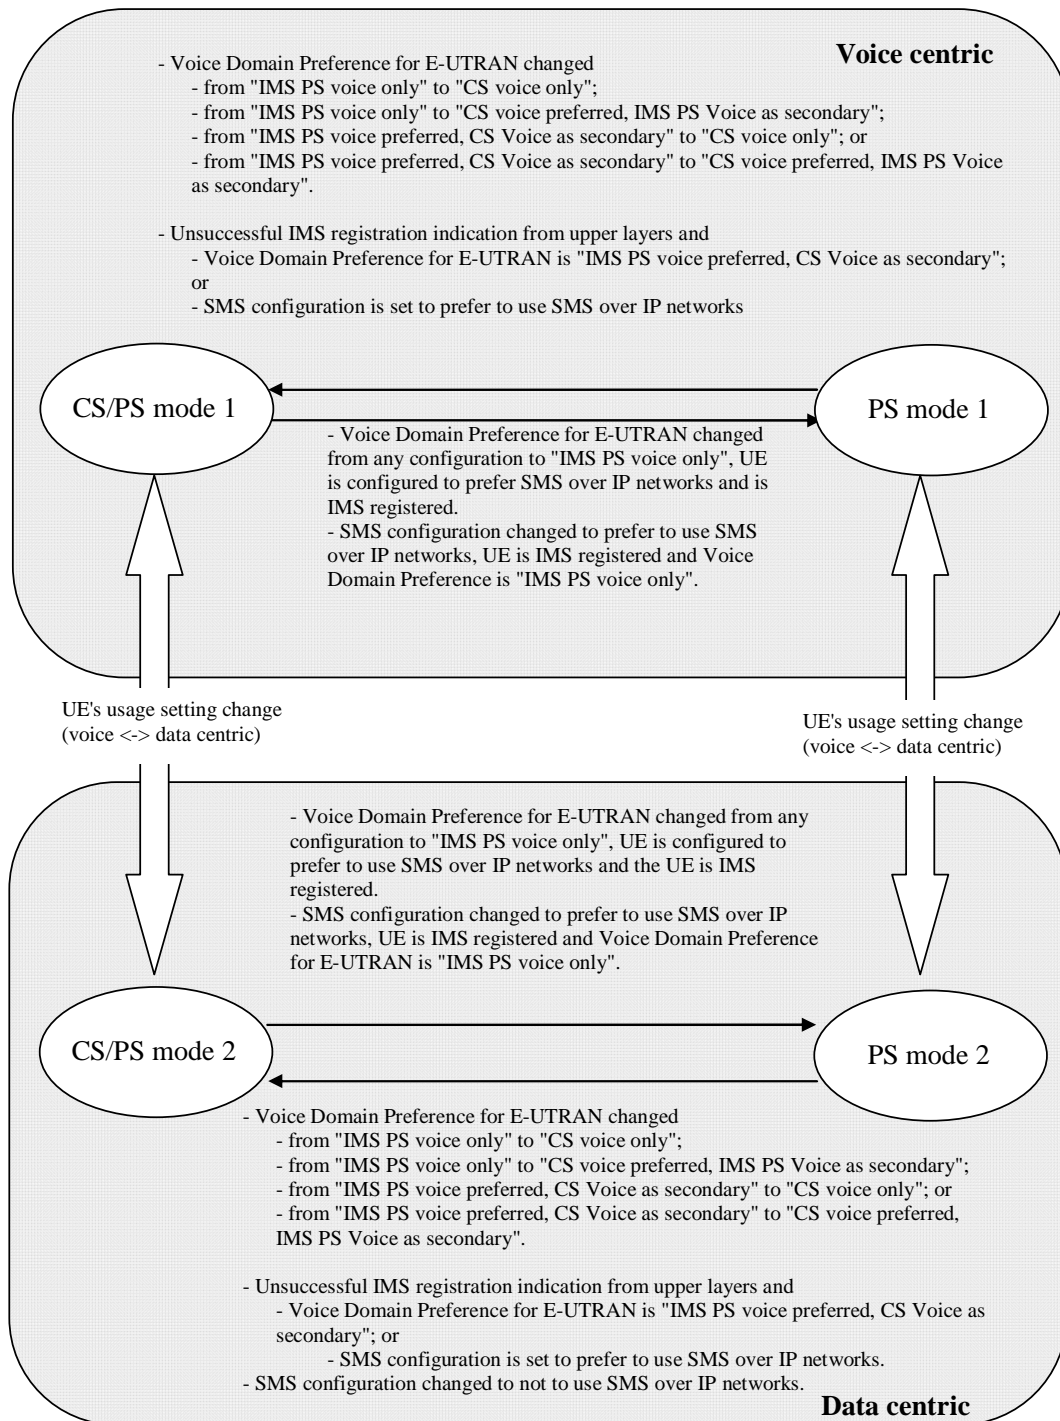 Voice centric
- Voice Domain Preference for E-UTRAN changed
- from "IMS PS voice only" to "CS voice only";
- from "IMS PS voice only" to "CS voice preferred, IMS PS Voice as secondary";
- from "IMS PS voice preferred, CS Voice as secondary" to "CS voice only"; or
- from "IMS PS voice preferred, CS Voice as secondary" to "CS voice preferred, IMS PS Voice
as secondary".
- Unsuccessful IMS registration indication from upper layers and
- Voice Domain Preference for E-UTRAN is "IMS PS voice preferred, CS Voice as secondary";
or
- SMS configuration is set to prefer to use SMS over IP networks
CS/PS mode 1
PS mode 1
- Voice Domain Preference for E-UTRAN changed
from any configuration to "IMS PS voice only", UE
is configured to prefer SMS over IP networks and is
IMS registered.
- SMS configuration changed to prefer to use SMS
over IP networks, UE is IMS registered and Voice
Domain Preference is "IMS PS voice only".
UE's usage setting change
(voice <-> data centric)
UE's usage setting change
(voice <-> data centric)
- Voice Domain Preference for E-UTRAN changed from any
configuration to "IMS PS voice only", UE is configured to
prefer to use SMS over IP networks and the UE is IMS
registered.
- SMS configuration changed to prefer to use SMS over IP
networks, UE is IMS registered and Voice Domain Preference
for E-UTRAN is "IMS PS voice only".
CS/PS mode 2
PS mode 2
- Voice Domain Preference for E-UTRAN changed
- from "IMS PS voice only" to "CS voice only";
- from "IMS PS voice only" to "CS voice preferred, IMS PS Voice as secondary";
- from "IMS PS voice preferred, CS Voice as secondary" to "CS voice only"; or
- from "IMS PS voice preferred, CS Voice as secondary" to "CS voice preferred,
IMS PS Voice as secondary".
- Unsuccessful IMS registration indication from upper layers and
- Voice Domain Preference for E-UTRAN is "IMS PS voice preferred, CS Voice as
secondary"; or
- SMS configuration is set to prefer to use SMS over IP networks.
- SMS configuration changed to not to use SMS over IP networks.
Data centric